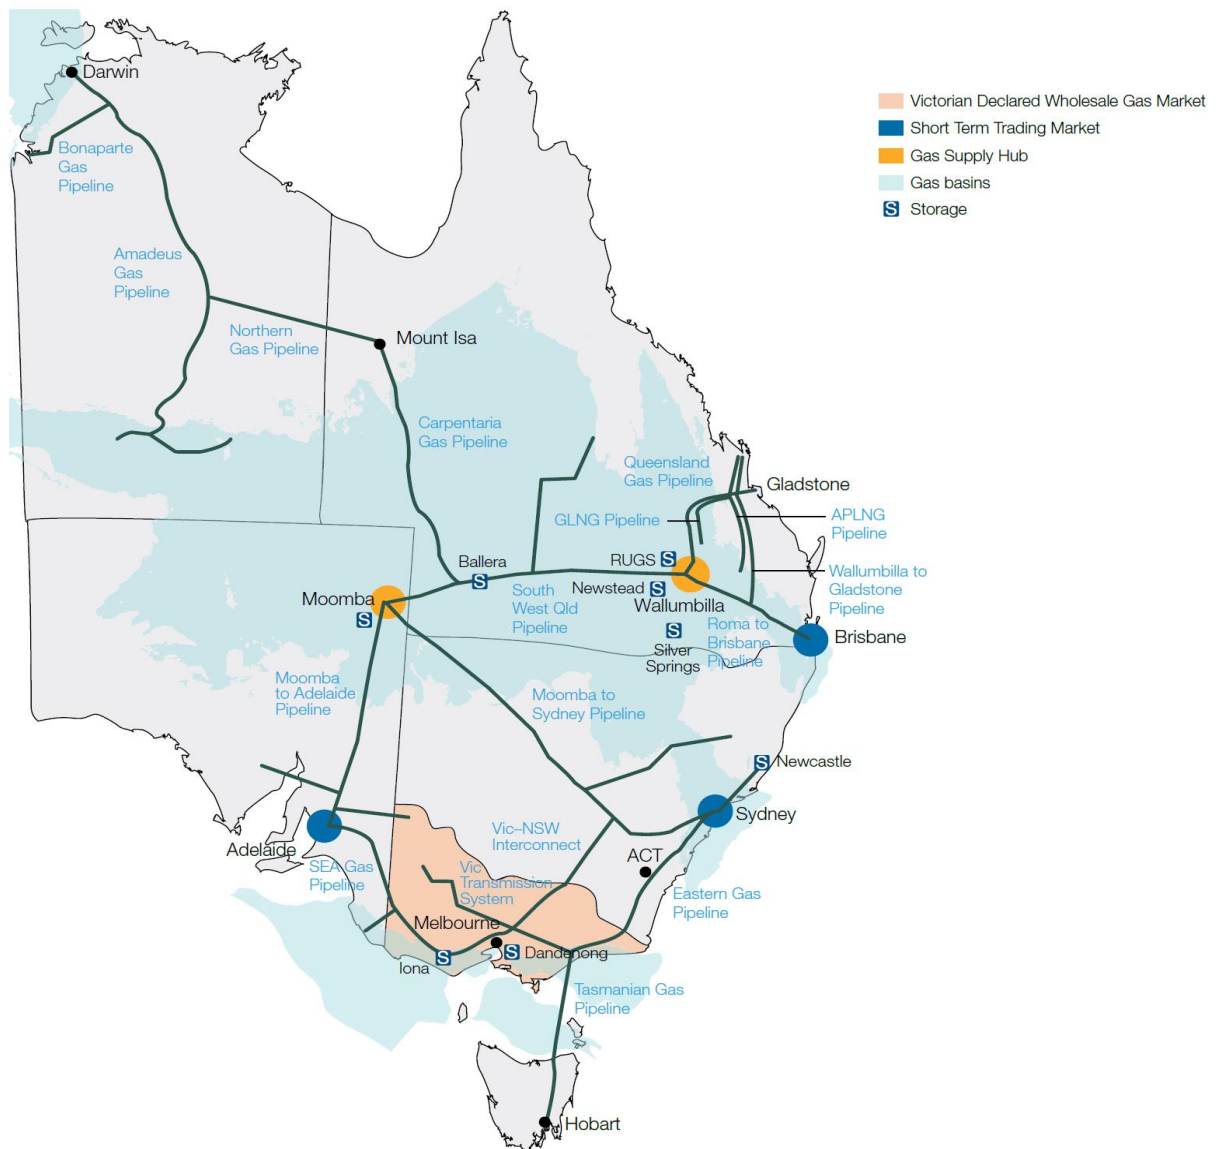 Darwin
Victorian Declared Wholesale Gas Market
Short Term Trading Market
Gas Supply Hub
Gas basins
S Storage
Bonaparte
Gas
Pipeline
Amadeus
Gas
Pipeline
Northern
Gas Pipeline
Mount Isa
Carpentaria
Gas Pipeline
Queensland
Gas Pipeline
Gladstone
GLNG Pipeline
APLNG
Pipeline
Ballera
S
RUGS S
Newstead S
Wallumbilla
Wallumbilla to
Gladstone
Pipeline
South
West Qld
Pipeline
Moomba
S
S
Silver
Springs
Roma to
Brisbane
Pipeline
Brisbane
Moomba
to Adelaide
Pipeline
Moomba to
Sydney Pipeline
S Newcastle
Sydney
Adelaide
Vic–NSW
Interconnect
ACT
SEA Gas
Pipeline
Vic
Transmission
System
Eastern Gas
Pipeline
Melbourne
S Dandenong
S
Iona
Tasmanian Gas
Pipeline
Hobart